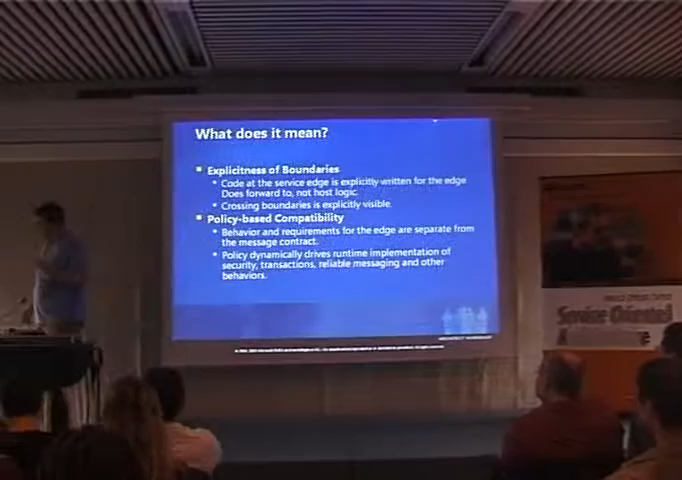 What does it mean?
Explicitness of Boundaries
Code at the service edge is explicitly written for the edge
Does forward to, not host logic.
Crossing boundaries is explicitly visible.
Policy-based Compatibility
Behavior and requirements for the edge are separate from
the message contract.
Policy dynamically drives runtime implementation of
security, transactions, reliable messaging and other
behaviors.
Service Oriented